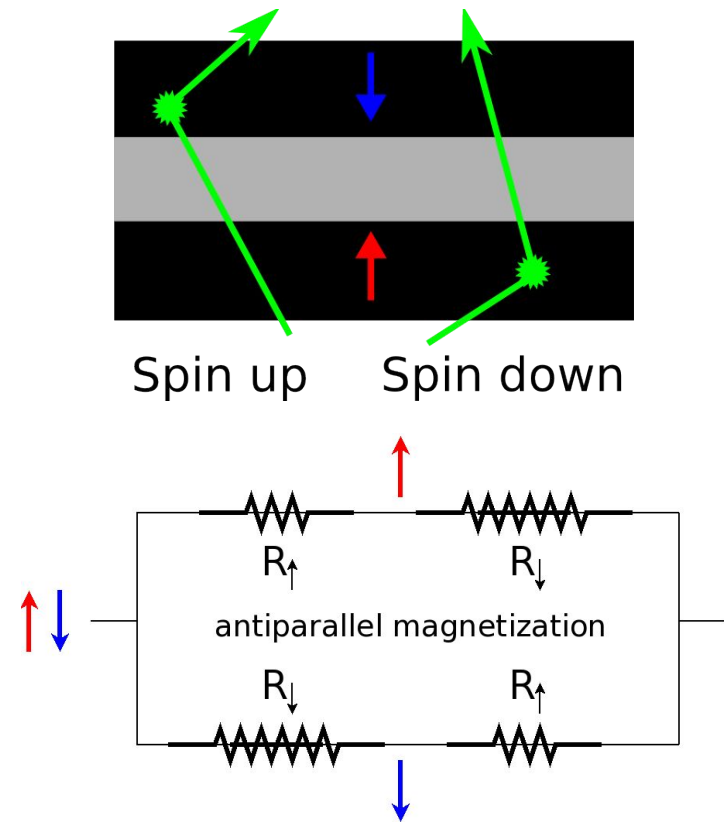 Spin up Spin down
R↑ R↓
antiparallel magnetization
R↓ R↑